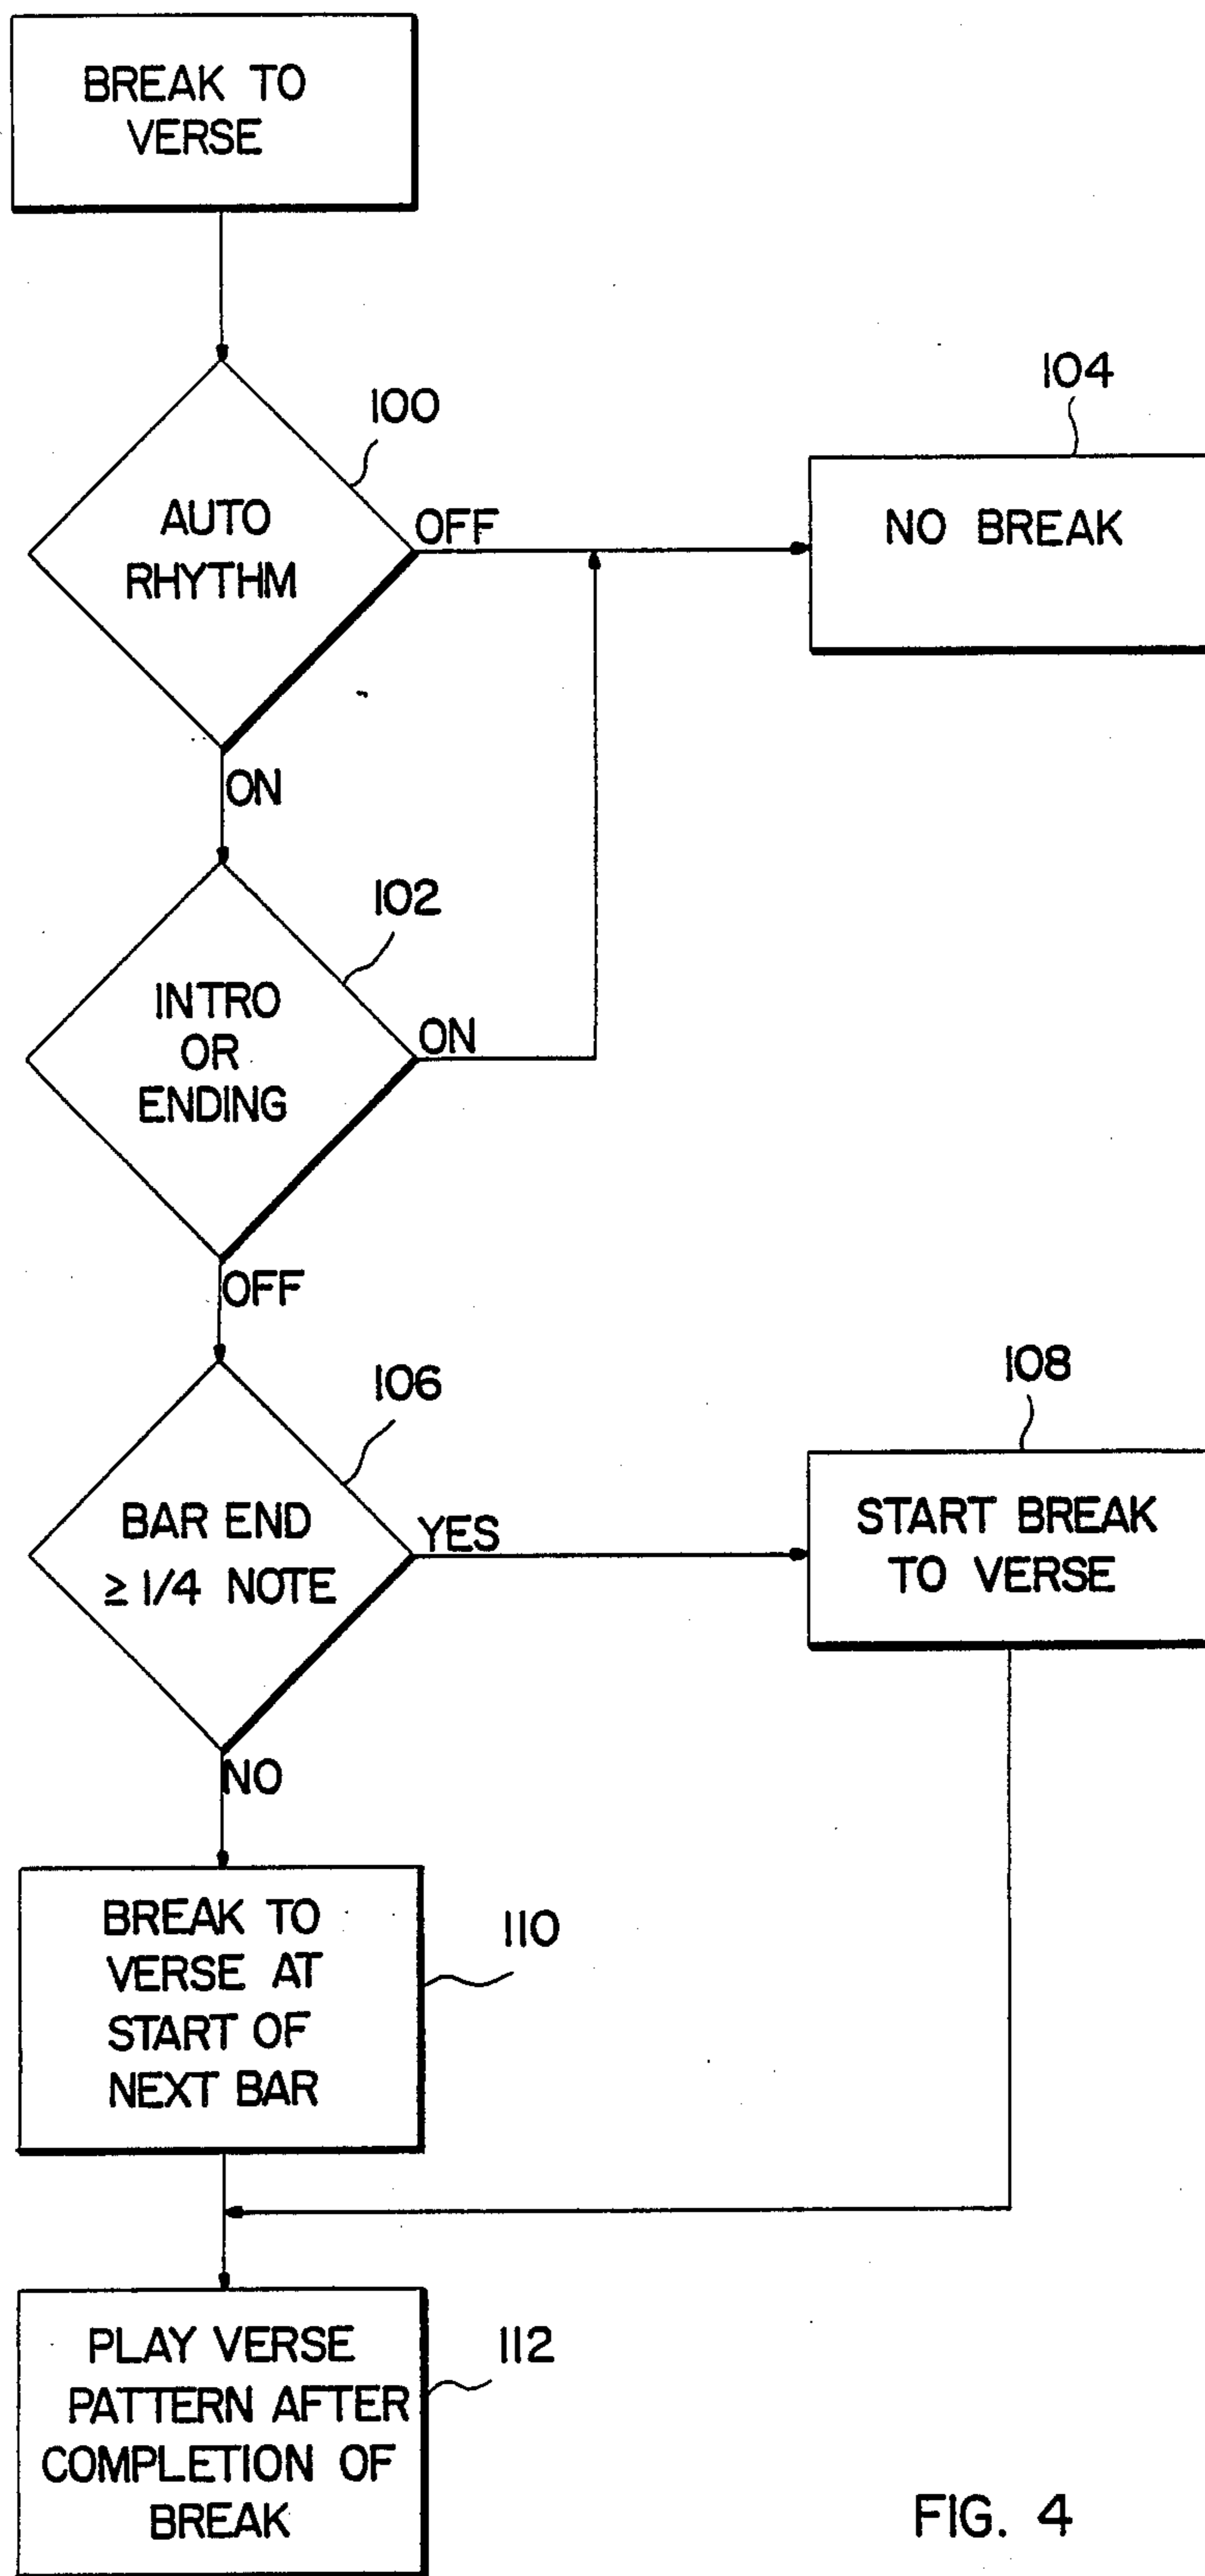 BREAK TO
VERSE
100
AUTO
RHYTHM
OFF
104
NO BREAK
ON
102
INTRO
OR
ENDING
ON
OFF
106
BAR END
≥ 1/4 NOTE
YES
108
START BREAK
TO VERSE
NO
BREAK TO
VERSE AT
START OF
NEXT BAR
110
PLAY VERSE
PATTERN AFTER
COMPLETION OF
BREAK
112
FIG. 4